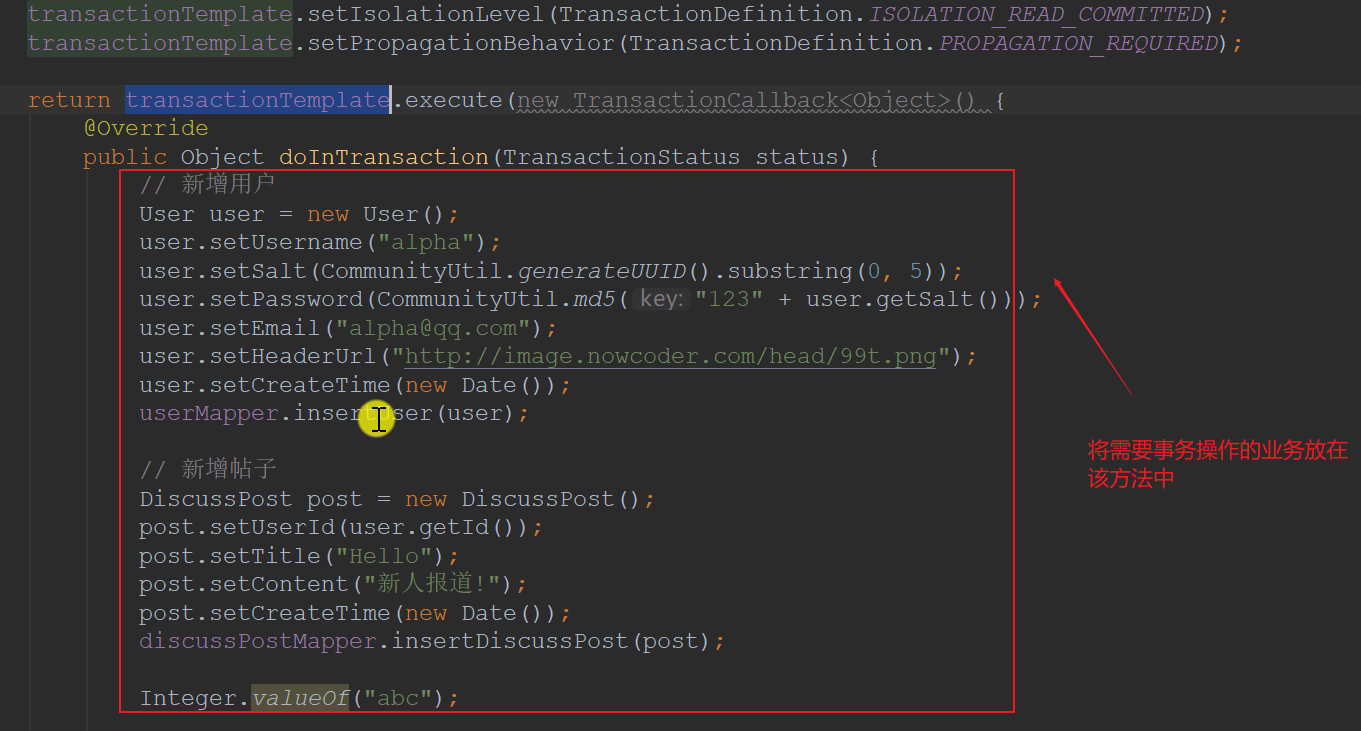 transactionTemplate.setIsolationLevel(TransactionDefinition.ISOLATION_READ_COMMITTED);
transactionTemplate.setPropagationBehavior(TransactionDefinition.PROPAGATION_REQUIRED);
return transactionTemplate.execute(new TransactionCallback<Object>() {
@Override
public Object doInTransaction(TransactionStatus status) {
// 新增用户
User user = new User();
user.setUsername("alpha");
user.setSalt(CommunityUtil.generateUUID().substring(0, 5));
user.setPassword(CommunityUtil.md5( key: "123" + user.getSalt()));
user.setEmail("alpha@qq.com");
user.setHeaderUrl("http://image.nowcoder.com/head/99t.png");
user.setCreateTime(new Date());
userMapper.insertUser(user);
// 新增帖子
DiscussPost post = new DiscussPost();
post.setUserId(user.getId());
post.setTitle("Hello");
post.setContent("新人报道!");
post.setCreateTime(new Date());
discussPostMapper.insertDiscussPost(post);
Integer.valueOf("abc");
将需要事务操作的业务放在
该方法中